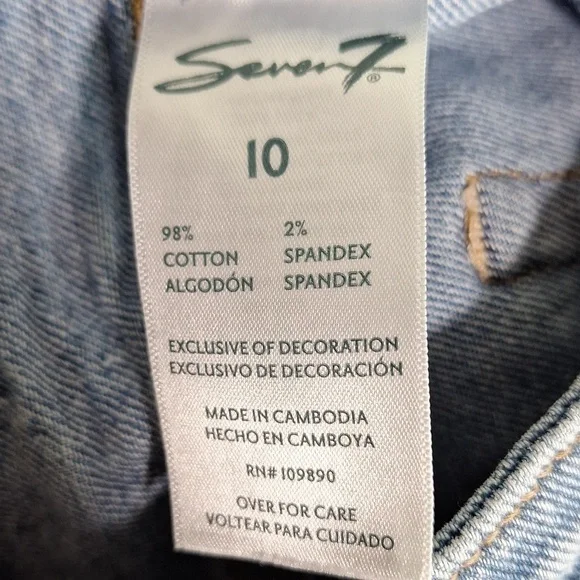 Seven7®
10
98% 2%
COTTON SPANDEX
ALGODÓN SPANDEX
EXCLUSIVE OF DECORATION
EXCLUSIVO DE DECORACIÓN
MADE IN CAMBODIA
HECHO EN CAMBOYA
RN# 109890
OVER FOR CARE
VOLTEAR PARA CUIDADO